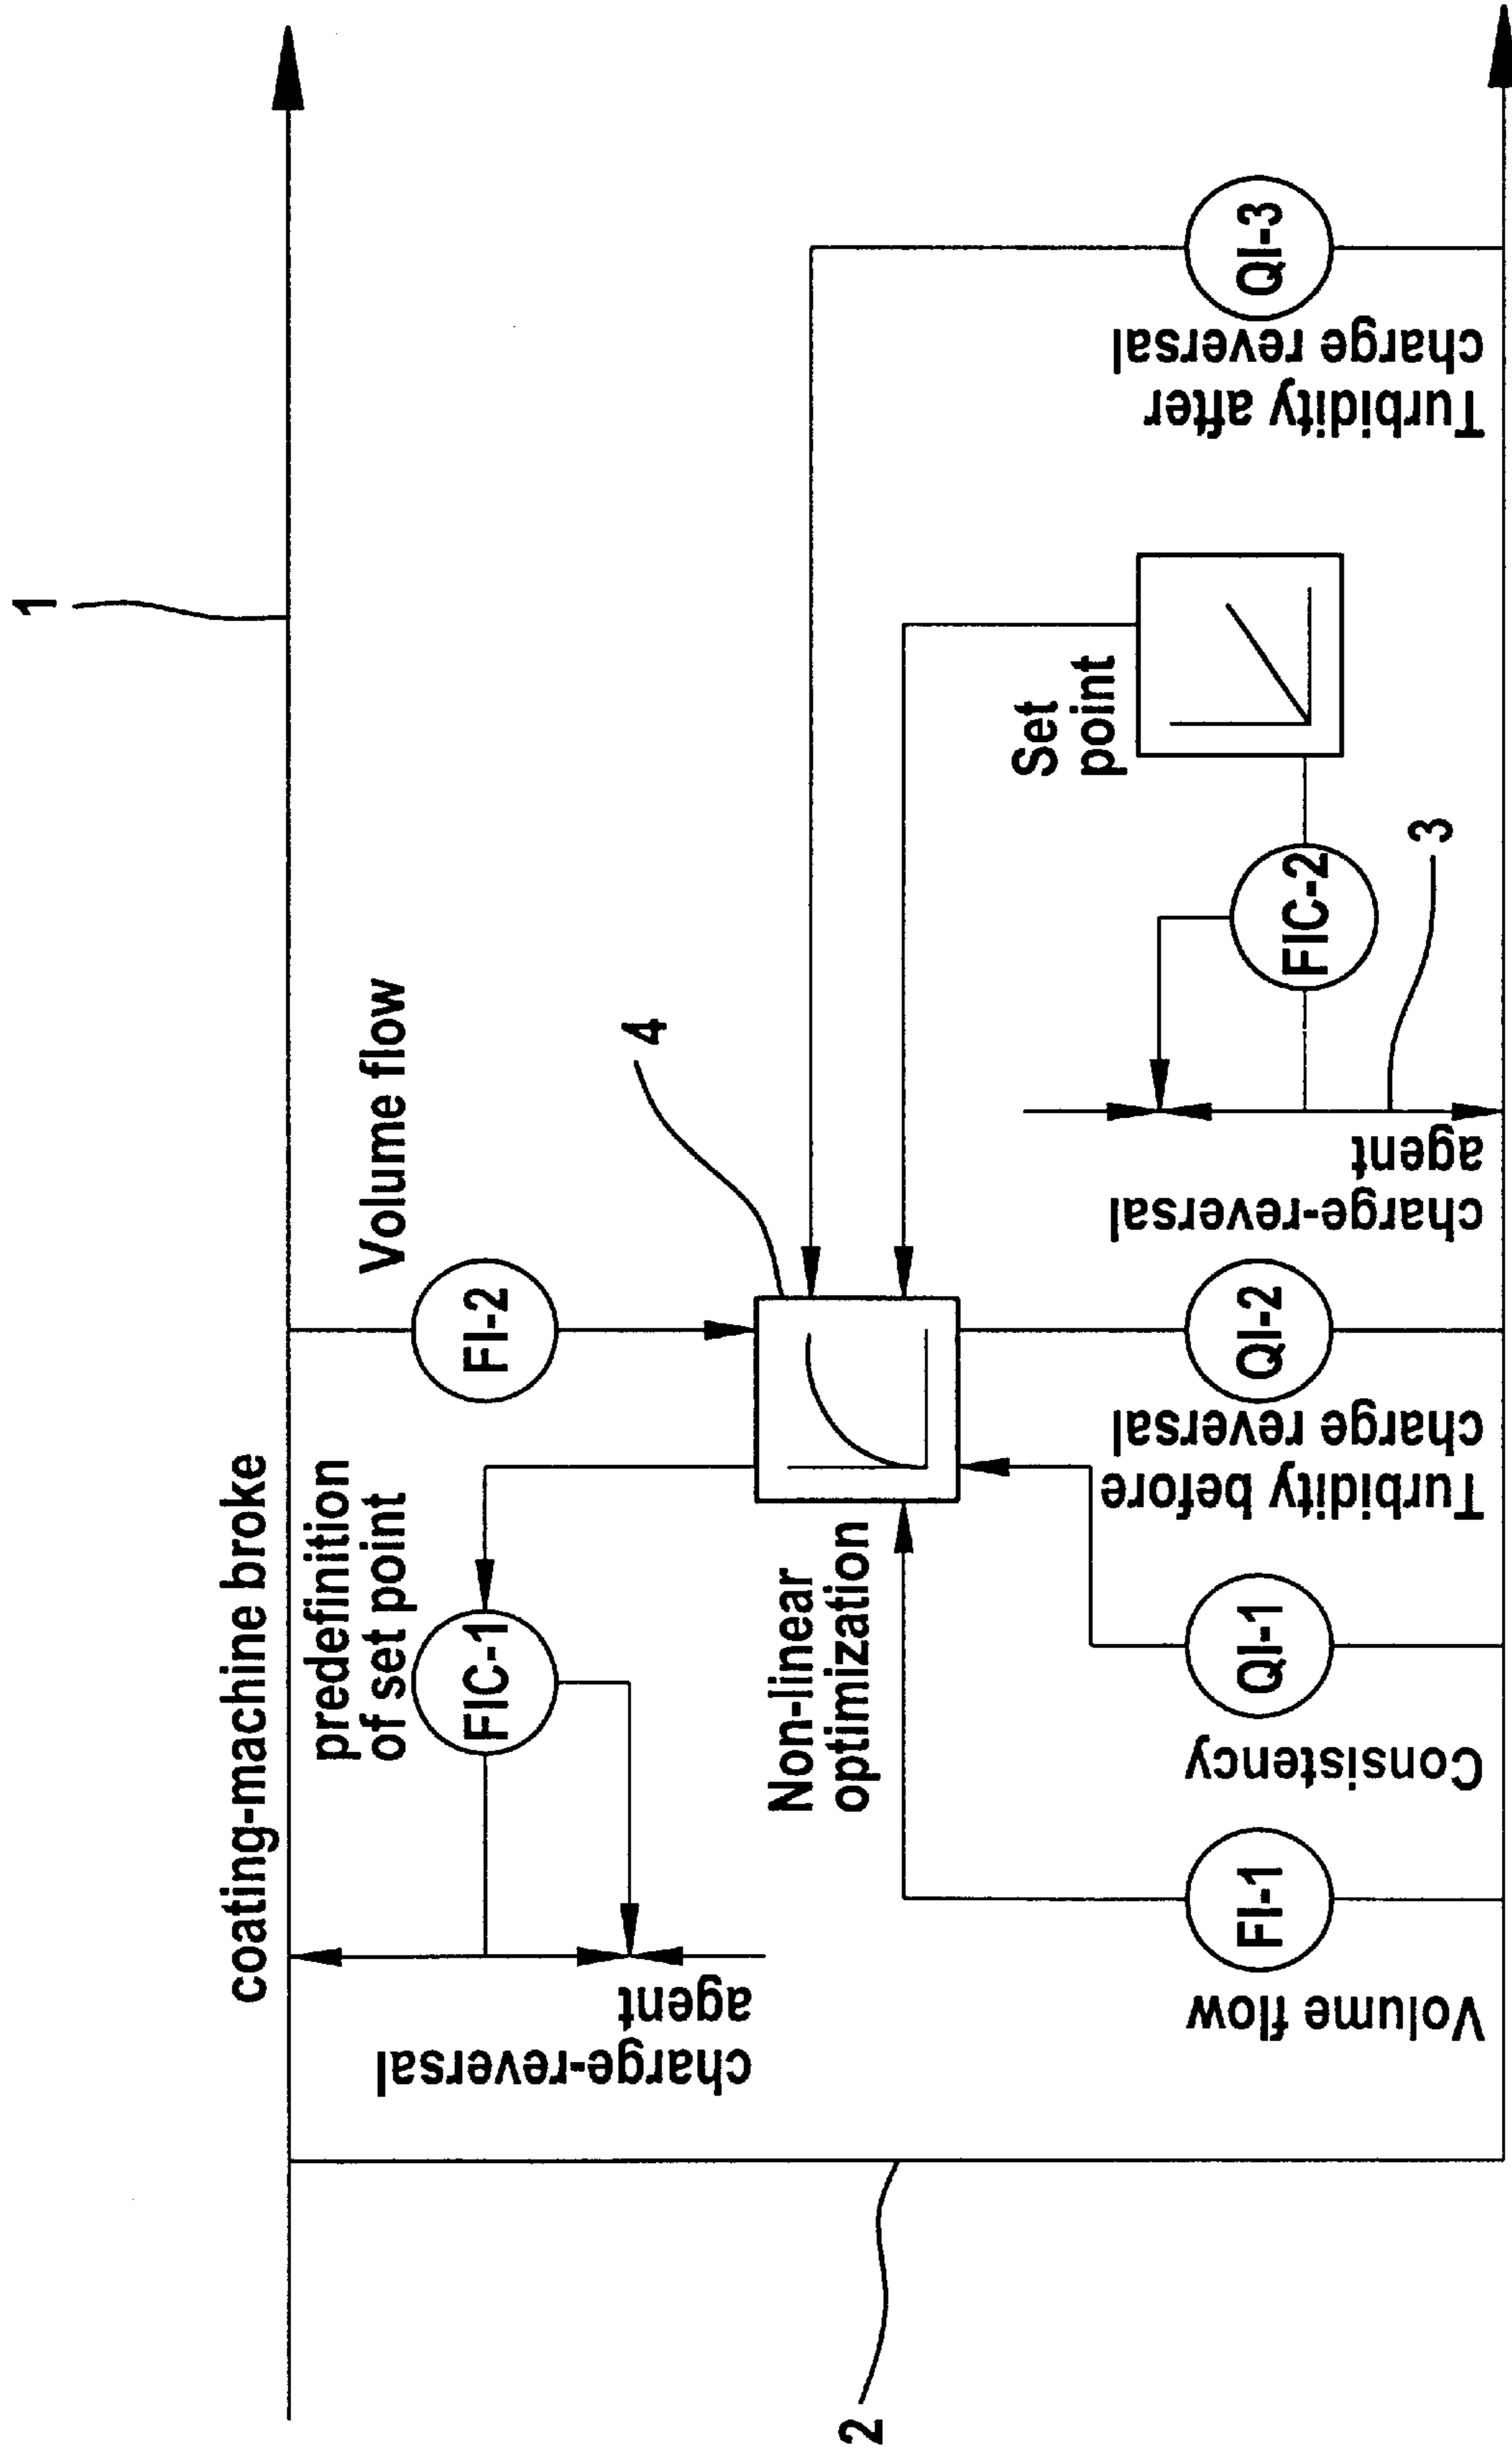 1
coating-machine broke
predefinition
of set point
FIC-1
charge-reversal
agent
Volume flow
FI-2
4
Non-linear
optimization
2
Volume flow
FI-1
Consistency
QI-1
Turbidity before
charge reversal
QI-2
charge-reversal
agent
3
FIC-2
Set
point
Turbidity after
charge reversal
QI-3